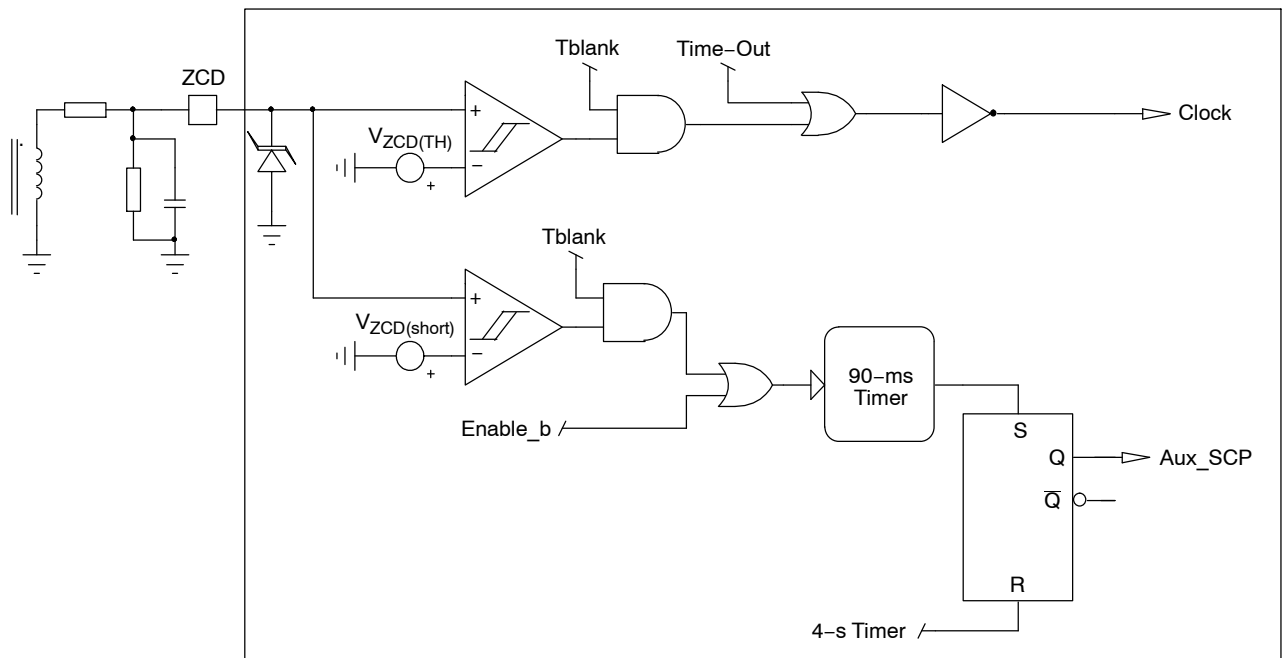 Tblank
Time−Out
ZCD
+
VZCD(TH)
−
+
Clock
Tblank
+
VZCD(short)
−
+
90−ms
Timer
Enable_b
S
Q
Aux_SCP
Q̅
R
4−s Timer